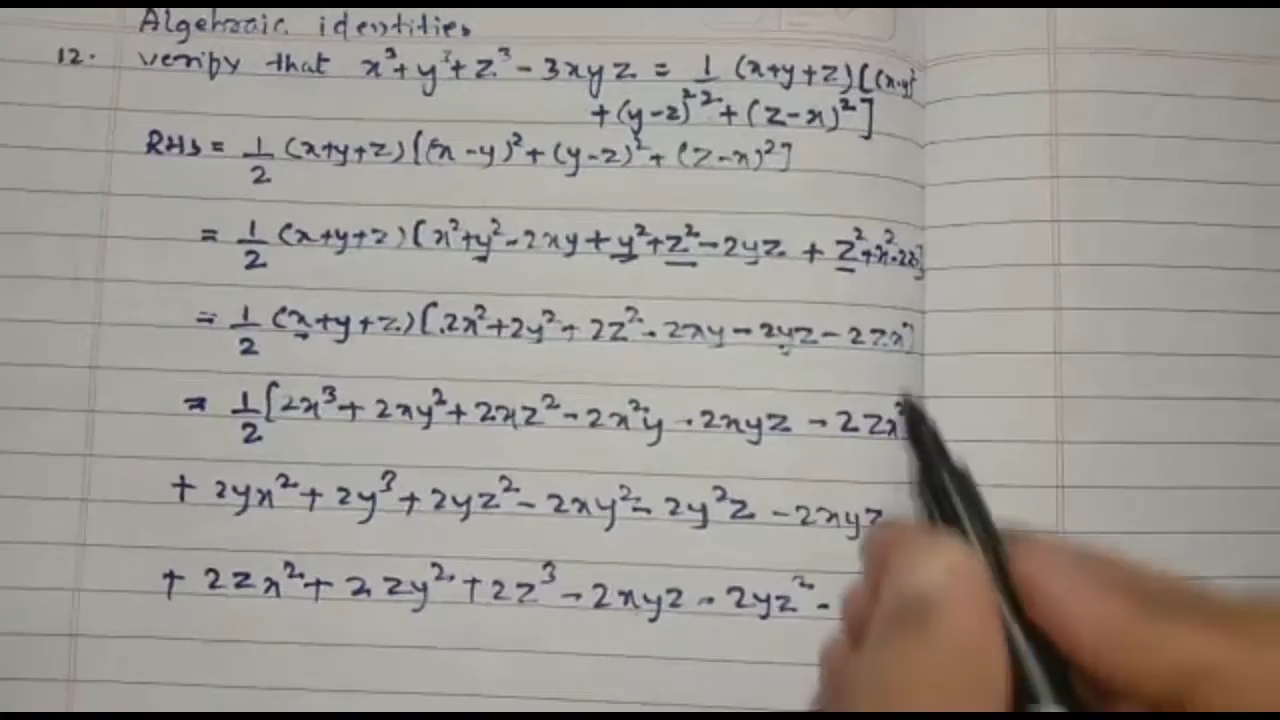 Algebraic identities
12. verify that x³+y³+z³-3xyz = 1/2 (x+y+z)[(x-y)²
+(y-z)²+(z-x)²]
RHS = 1/2 (x+y+z)[(x-y)²+(y-z)²+(z-x)²]
= 1/2 (x+y+z)[x²+y²-2xy+y²+z²-2yz+z²+x²-2zx]
= 1/2 (x+y+z)[2x²+2y²+2z²-2xy-2yz-2zx]
= 1/2[2x³+2xy²+2xz²-2x²y-2xyz-2zx²
+2yx²+2y³+2yz²-2xy²-2y²z-2xyz
+2zx²+2zy²+2z³-2xyz-2yz²-